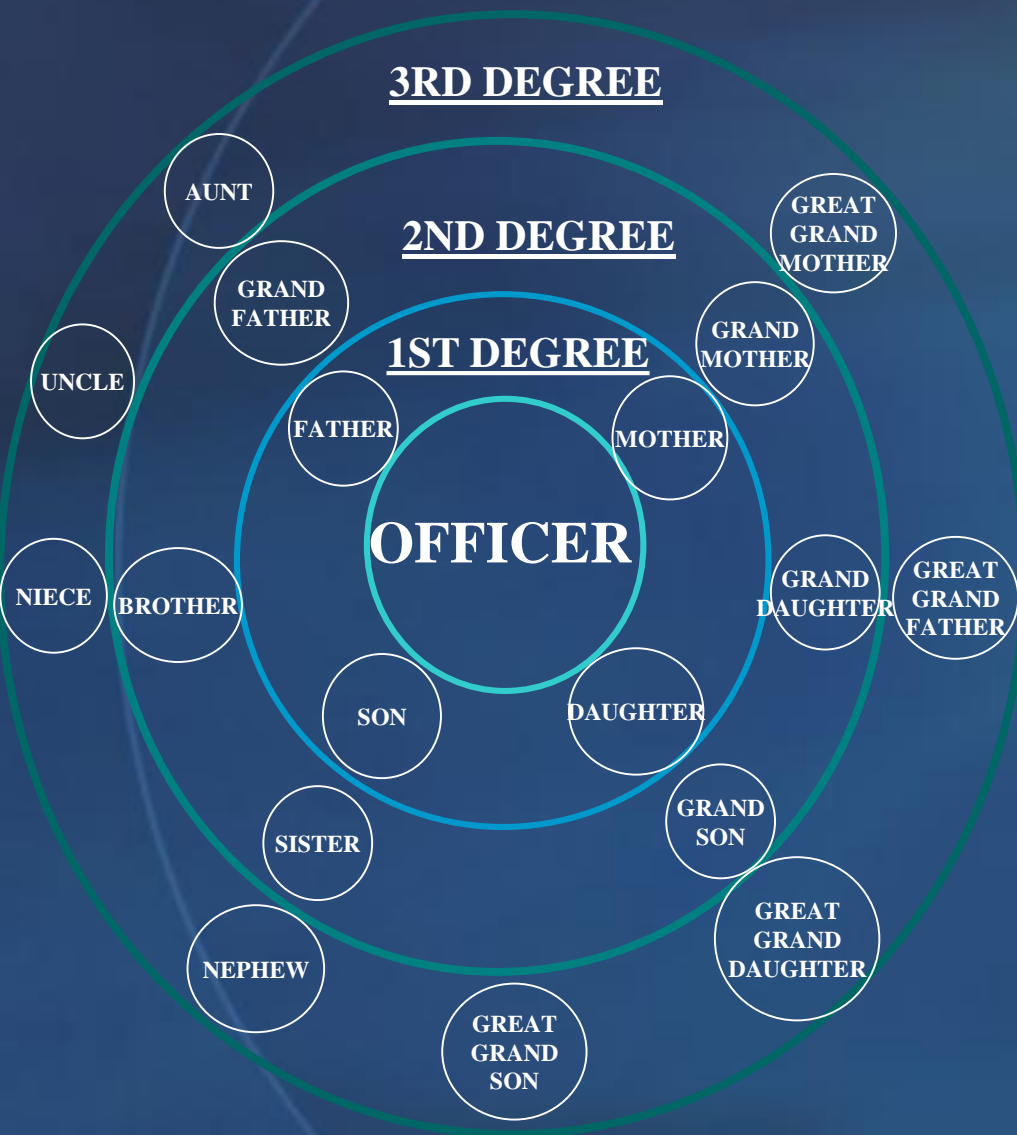 3RD DEGREE
AUNT
GREAT
GRAND
MOTHER
2ND DEGREE
GRAND
FATHER
GRAND
MOTHER
1ST DEGREE
UNCLE
FATHER
MOTHER
OFFICER
NIECE
BROTHER
GRAND
DAUGHTER
GREAT
GRAND
FATHER
SON
DAUGHTER
SISTER
GRAND
SON
NEPHEW
GREAT
GRAND
DAUGHTER
GREAT
GRAND
SON